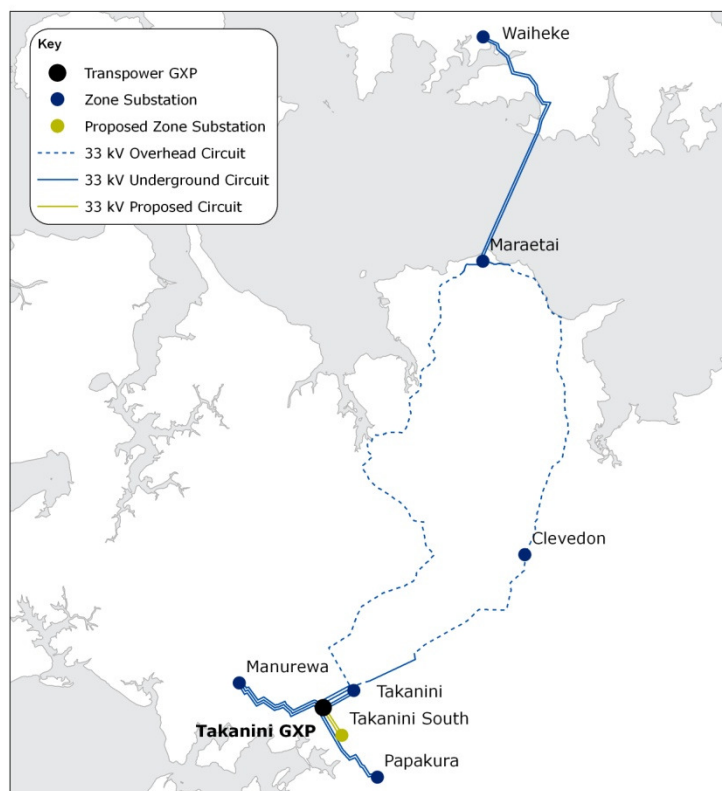 Key
Transpower GXP
Zone Substation
Proposed Zone Substation
33 kV Overhead Circuit
33 kV Underground Circuit
33 kV Proposed Circuit
Waiheke
Maraetai
Clevedon
Manurewa
Takanini
Takanini South
Takanini GXP
Papakura